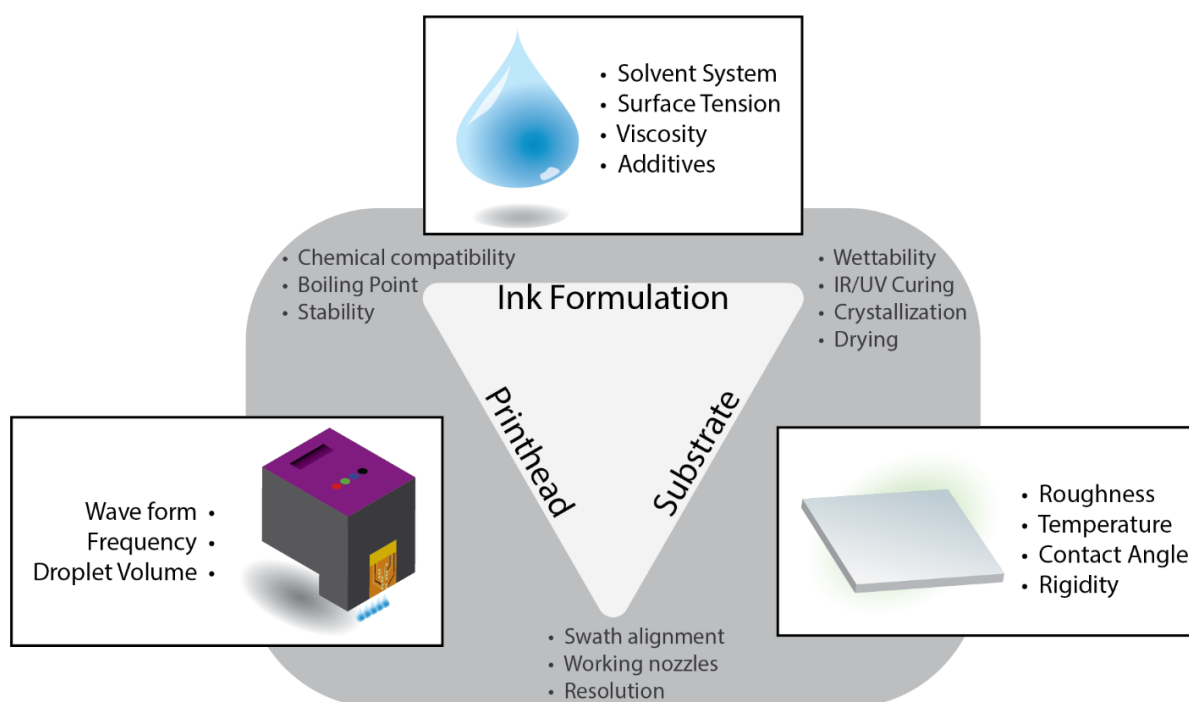 • Solvent System
• Surface Tension
• Viscosity
• Additives
• Chemical compatibility
• Boiling Point
• Stability
• Wettability
• IR/UV Curing
• Crystallization
• Drying
Ink Formulation
Printhead
Substrate
Wave form •
Frequency •
Droplet Volume •
• Roughness
• Temperature
• Contact Angle
• Rigidity
• Swath alignment
• Working nozzles
• Resolution